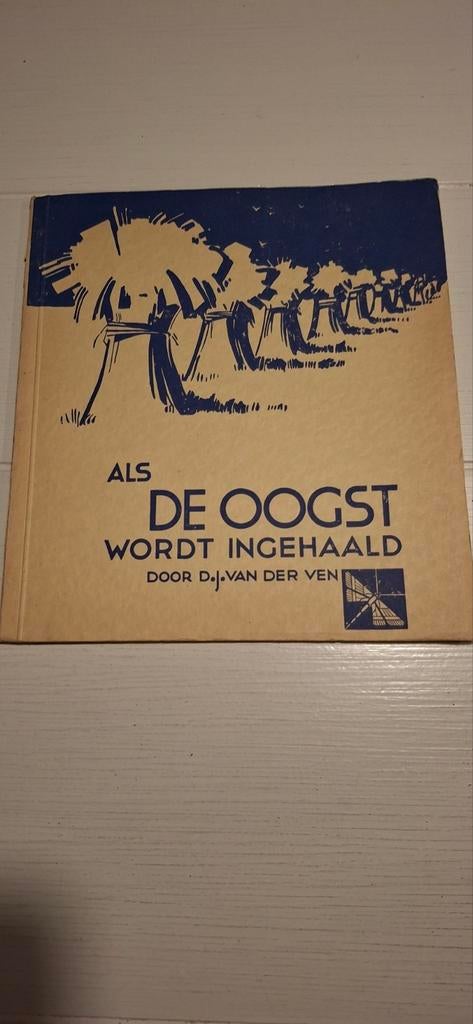 ALS
DE OOGST
WORDT INGEHAALD
DOOR D.J. VAN DER VEN